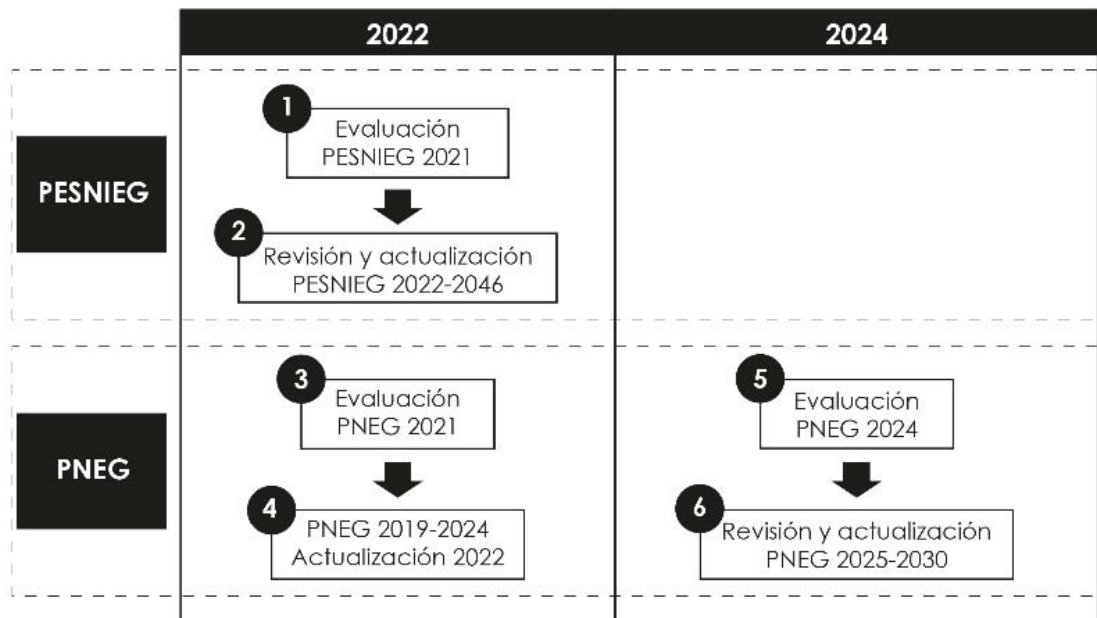 2022
2024
PESNIEG
1
Evaluación
PESNIEG 2021
2
Revisión y actualización
PESNIEG 2022-2046
PNEG
3
Evaluación
PNEG 2021
4
PNEG 2019-2024
Actualización 2022
5
Evaluación
PNEG 2024
6
Revisión y actualización
PNEG 2025-2030